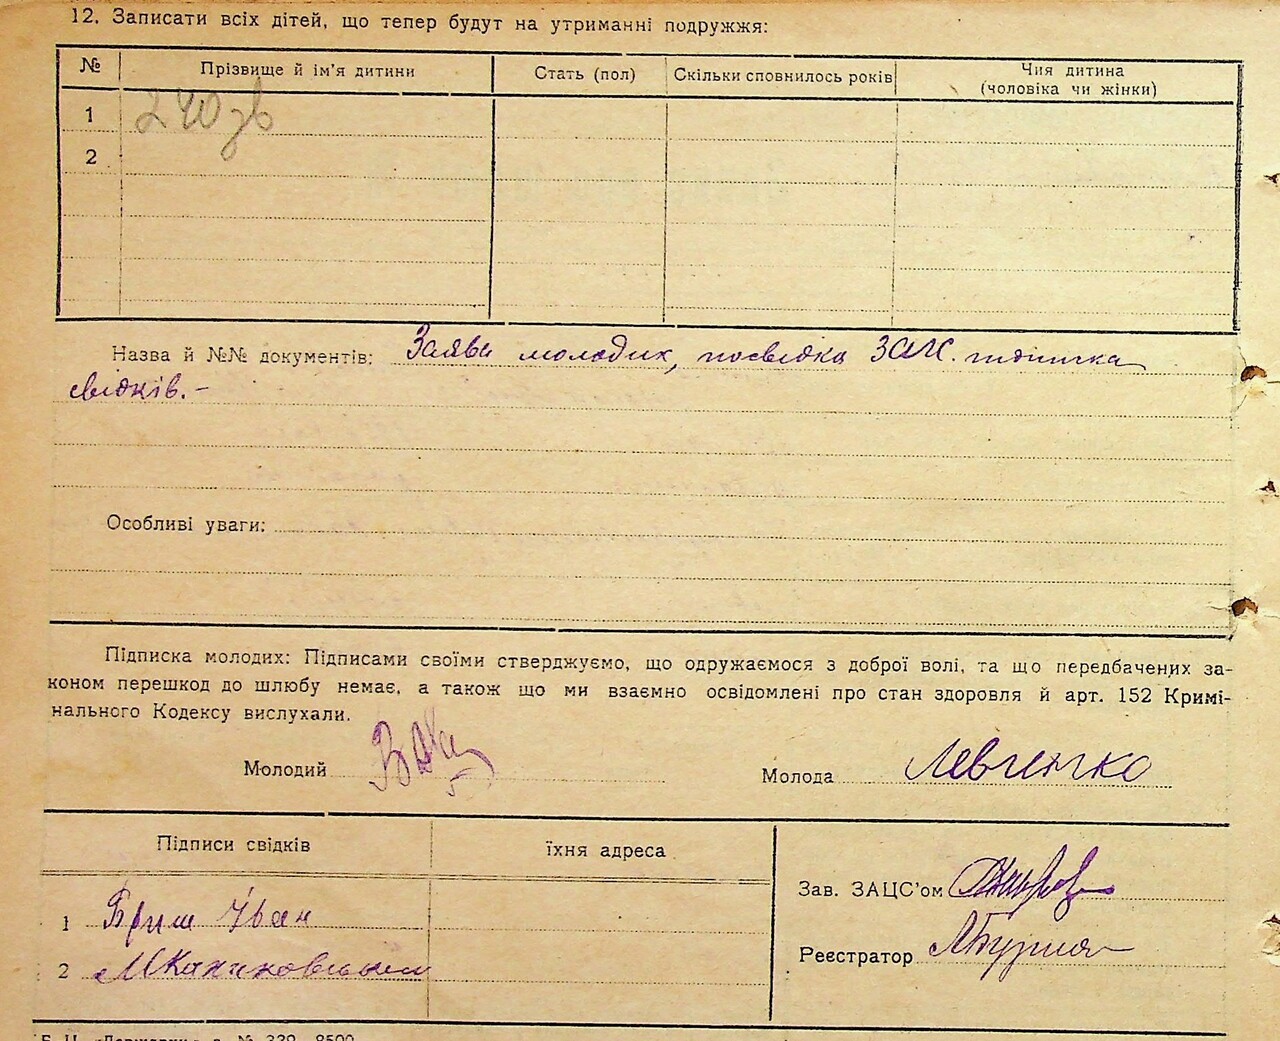 12. Записати всіх дітей, що тепер будут на утриманні подружжя:
№ Прізвище й ім'я дитини Стать (пол) Скільки сповнилось років Чия дитина
(чоловіка чи жінки)
1
2
Назва й №№ документів: Заяви молодих, посвідка ЗАГС. підписка
свідків.-
Особливі уваги:
Підписка молодих: Підписами своїми стверджуємо, що одружаємося з доброї волі, та що передбачених за-
коном перешкод до шлюбу немає, а також що ми взаємно освідомлені про стан здоровля й арт. 152 Кримі-
нального Кодексу вислухали.
Молодий Молода Левченко
Підписи свідків їхня адреса
Зав. ЗАЦС'ом
1 Іван
Реєстратор
2
№ 329 8500